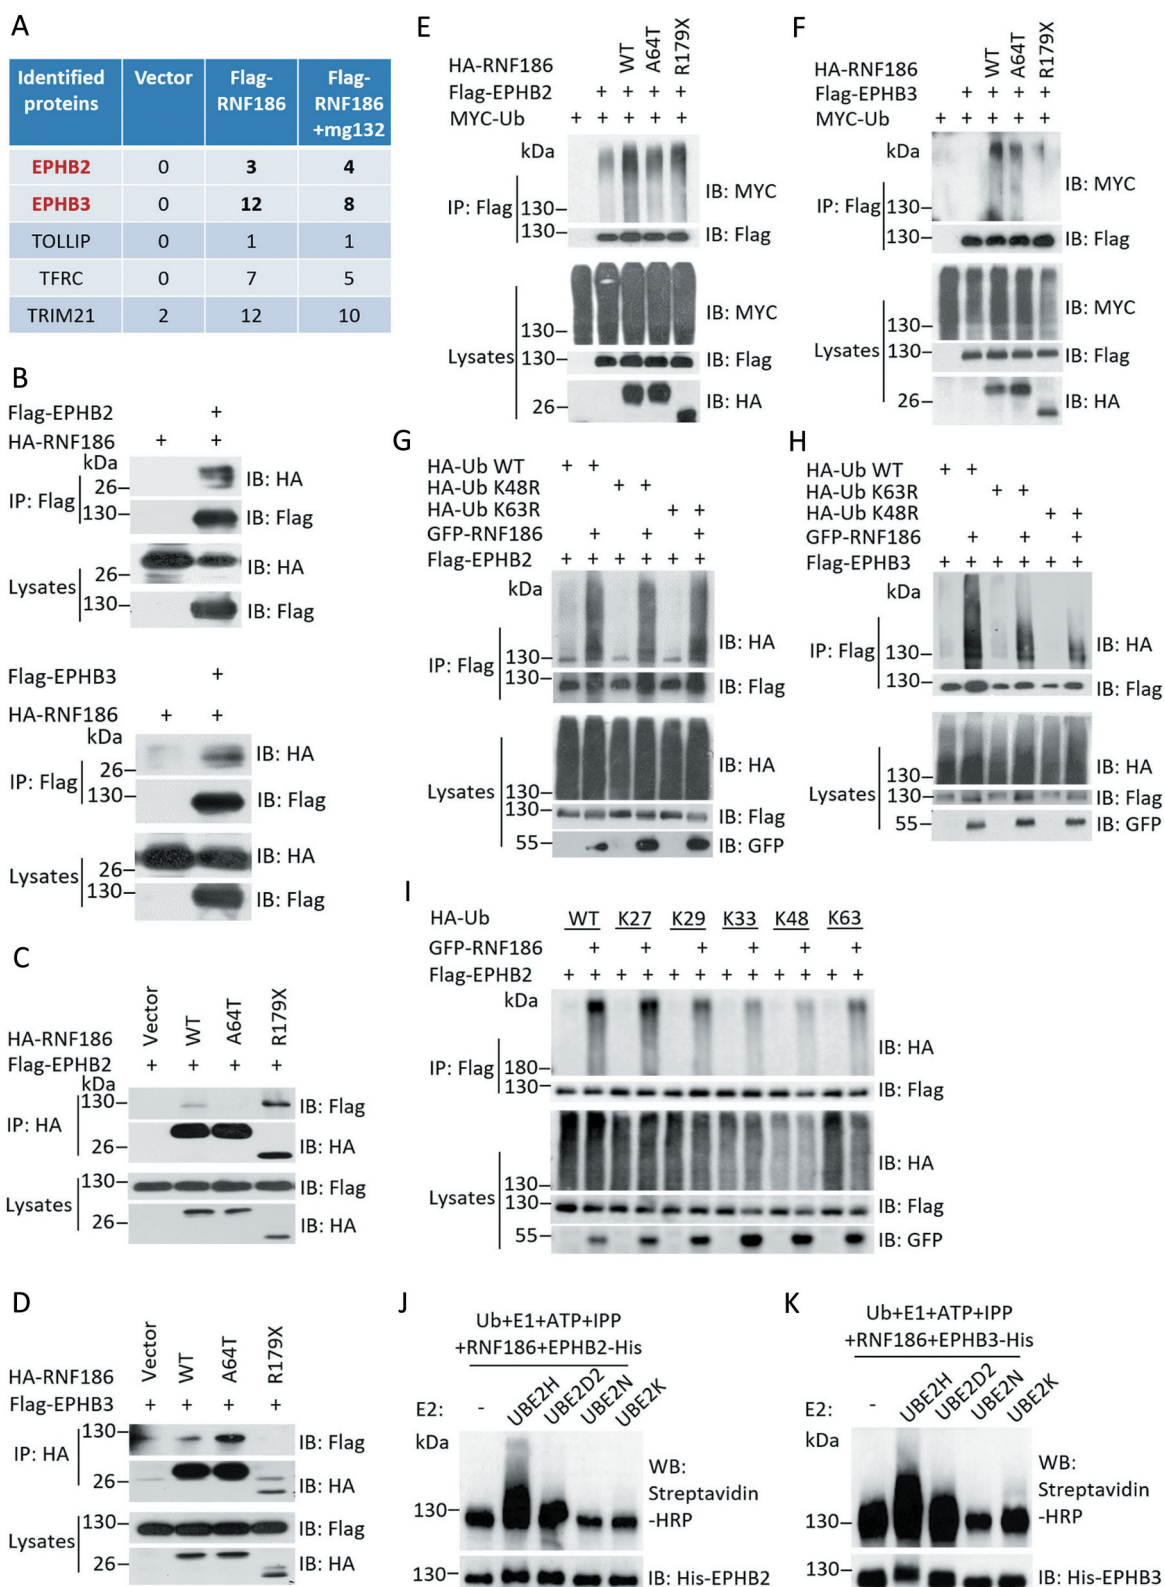 A
Identified proteins Vector Flag-RNF186 Flag-RNF186 +mg132
EPHB2 0 3 4
EPHB3 0 12 8
TOLLIP 0 1 1
TFRC 0 7 5
TRIM21 2 12 10
B
Flag-EPHB2 +
HA-RNF186 + +
kDa
IP: Flag 26 IB: HA
130 IB: Flag
Lysates 26 IB: HA
130 IB: Flag
Flag-EPHB3 +
HA-RNF186 + +
kDa
IP: Flag 26 IB: HA
130 IB: Flag
Lysates 26 IB: HA
130 IB: Flag
C
HA-RNF186 Vector WT A64T R179X
Flag-EPHB2 + + + +
kDa
IP: HA 130 IB: Flag
26 IB: HA
Lysates 130 IB: Flag
26 IB: HA
D
HA-RNF186 Vector WT A64T R179X
Flag-EPHB3 + + + +
IP: HA 130 IB: Flag
26 IB: HA
Lysates 130 IB: Flag
26 IB: HA
E
HA-RNF186 WT A64T R179X
Flag-EPHB2 + + + +
MYC-Ub + + + + +
kDa
IP: Flag 130 IB: MYC
130 IB: Flag
Lysates 130 IB: MYC
130 IB: Flag
26 IB: HA
F
HA-RNF186 WT A64T R179X
Flag-EPHB3 + + + +
MYC-Ub + + + + +
kDa
IP: Flag 130 IB: MYC
130 IB: Flag
Lysates 130 IB: MYC
130 IB: Flag
26 IB: HA
G
HA-Ub WT + +
HA-Ub K48R + +
HA-Ub K63R + +
GFP-RNF186 + + +
Flag-EPHB2 + + + + + +
kDa
IP: Flag 130 IB: HA
130 IB: Flag
Lysates 130 IB: HA
130 IB: Flag
55 IB: GFP
H
HA-Ub WT + +
HA-Ub K63R + +
HA-Ub K48R + +
GFP-RNF186 + + +
Flag-EPHB3 + + + + + +
kDa
IP: Flag 130 IB: HA
130 IB: Flag
Lysates 130 IB: HA
130 IB: Flag
55 IB: GFP
I
HA-Ub WT K27 K29 K33 K48 K63
GFP-RNF186 + + + + + +
Flag-EPHB2 + + + + + + + + + + + +
kDa
IP: Flag 180 IB: HA
130 IB: Flag
Lysates 130 IB: HA
130 IB: Flag
55 IB: GFP
J
Ub+E1+ATP+IPP
+RNF186+EPHB2-His
E2: - UBE2H UBE2D2 UBE2N UBE2K
kDa
WB:
Streptavidin
130 -HRP
130 IB: His-EPHB2
K
Ub+E1+ATP+IPP
+RNF186+EPHB3-His
E2: - UBE2H UBE2D2 UBE2N UBE2K
kDa
WB:
Streptavidin
130 -HRP
130 IB: His-EPHB3